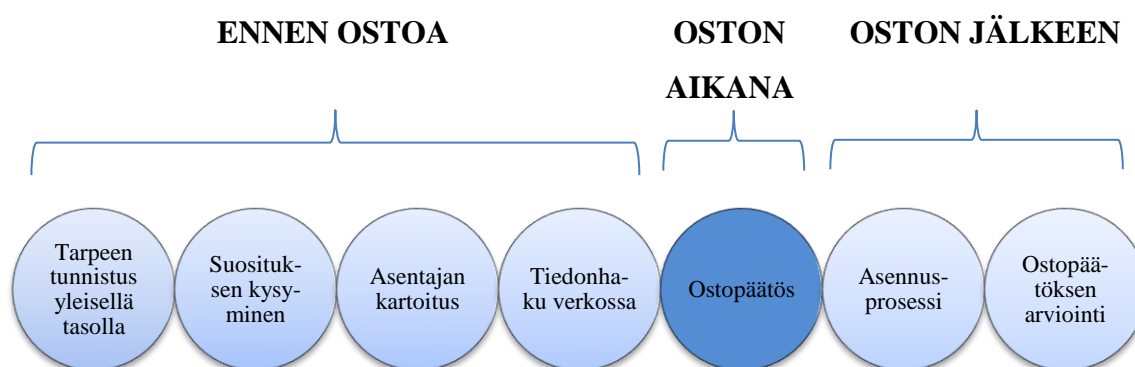 ENNEN OSTOA
OSTON
AIKANA
OSTON JÄLKEEN
Tarpeen
tunnistus
yleisellä
tasolla
Suosituk-
sen kysy-
minen
Asentajan
kartoitus
Tiedonha-
ku verkossa
Ostopäätös
Asennus-
prosessi
Ostopää-
töksen
arviointi